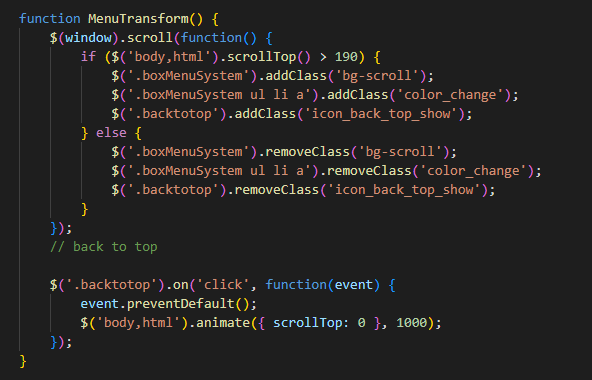 function MenuTransform() {
    $(window).scroll(function() {
        if ($('body,html').scrollTop() > 190) {
            $('.boxMenuSystem').addClass('bg-scroll');
            $('.boxMenuSystem ul li a').addClass('color_change');
            $('.backtotop').addClass('icon_back_top_show');
        } else {
            $('.boxMenuSystem').removeClass('bg-scroll');
            $('.boxMenuSystem ul li a').removeClass('color_change');
            $('.backtotop').removeClass('icon_back_top_show');
        }
    });
    // back to top

    $('.backtotop').on('click', function(event) {
        event.preventDefault();
        $('body,html').animate({ scrollTop: 0 }, 1000);
    });
}